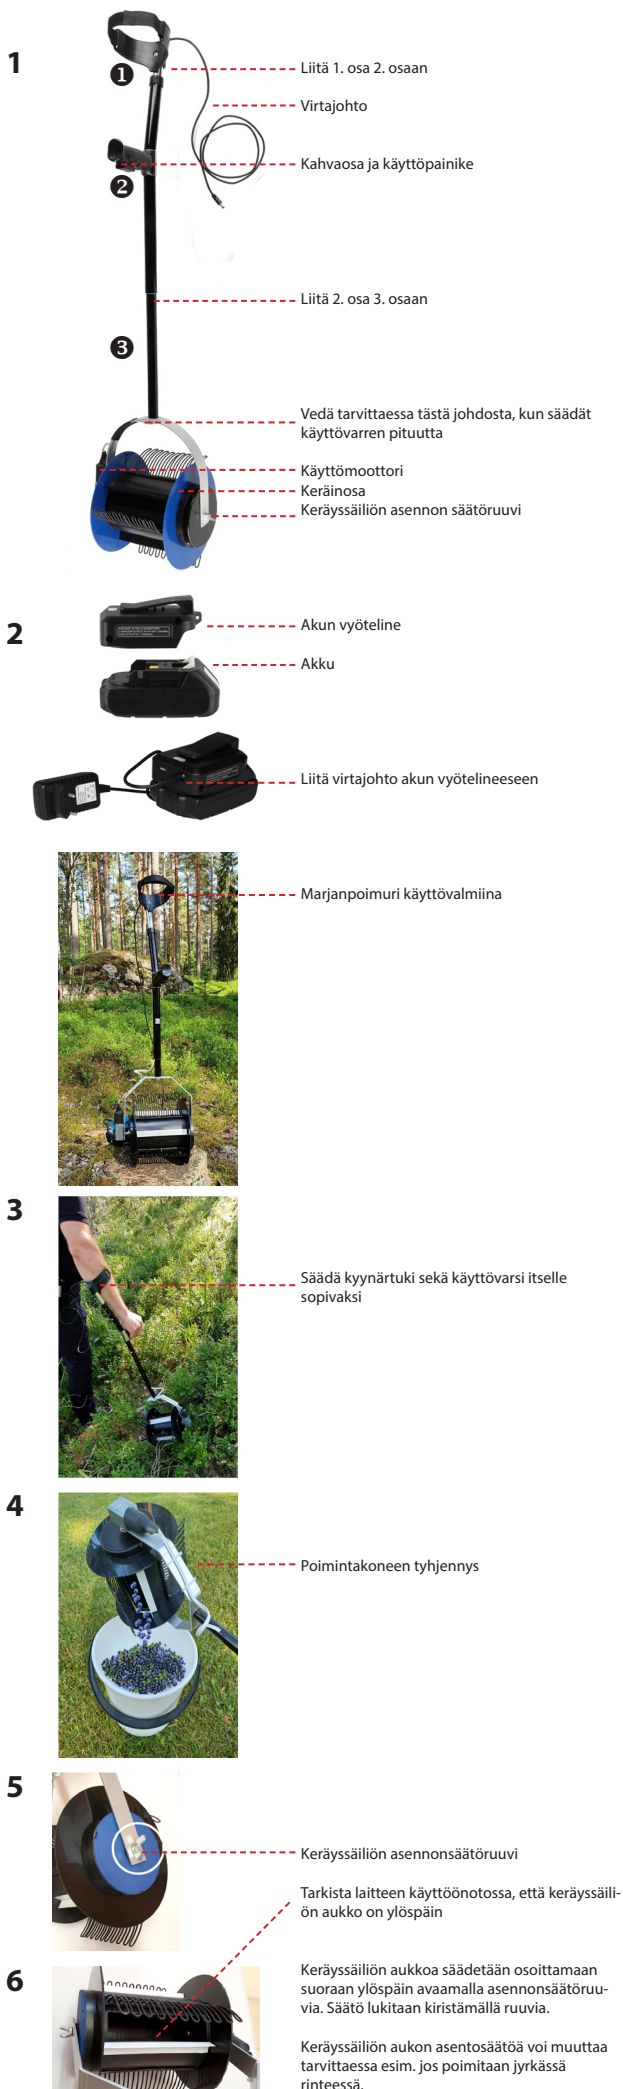 1
❶
Liitä 1. osa 2. osaan
Virtajohto
Kahvaosa ja käyttöpainike
❷
Liitä 2. osa 3. osaan
❸
Vedä tarvittaessa tästä johdosta, kun säädät
käyttövarren pituutta
Käyttömoottori
Keräinosa
Keräyssäiliön asennon säätöruuvi
2
Akun vyöteline
Akku
Liitä virtajohto akun vyötelineeseen
Marjanpoimuri käyttövalmiina
3
Säädä kyynärtuki sekä käyttövarsi itselle
sopivaksi
4
Poimintakoneen tyhjennys
5
Keräyssäiliön asennonsäätöruuvi
Tarkista laitteen käyttöönotossa, että keräyssäili-
ön aukko on ylöspäin
6
Keräyssäiliön aukkoa säädetään osoittamaan
suoraan ylöspäin avaamalla asennonsäätöruu-
via. Säätö lukitaan kiristämällä ruuvia.
Keräyssäiliön aukon asentosäätöä voi muuttaa
tarvittaessa esim. jos poimitaan jyrkässä
rinteessä.